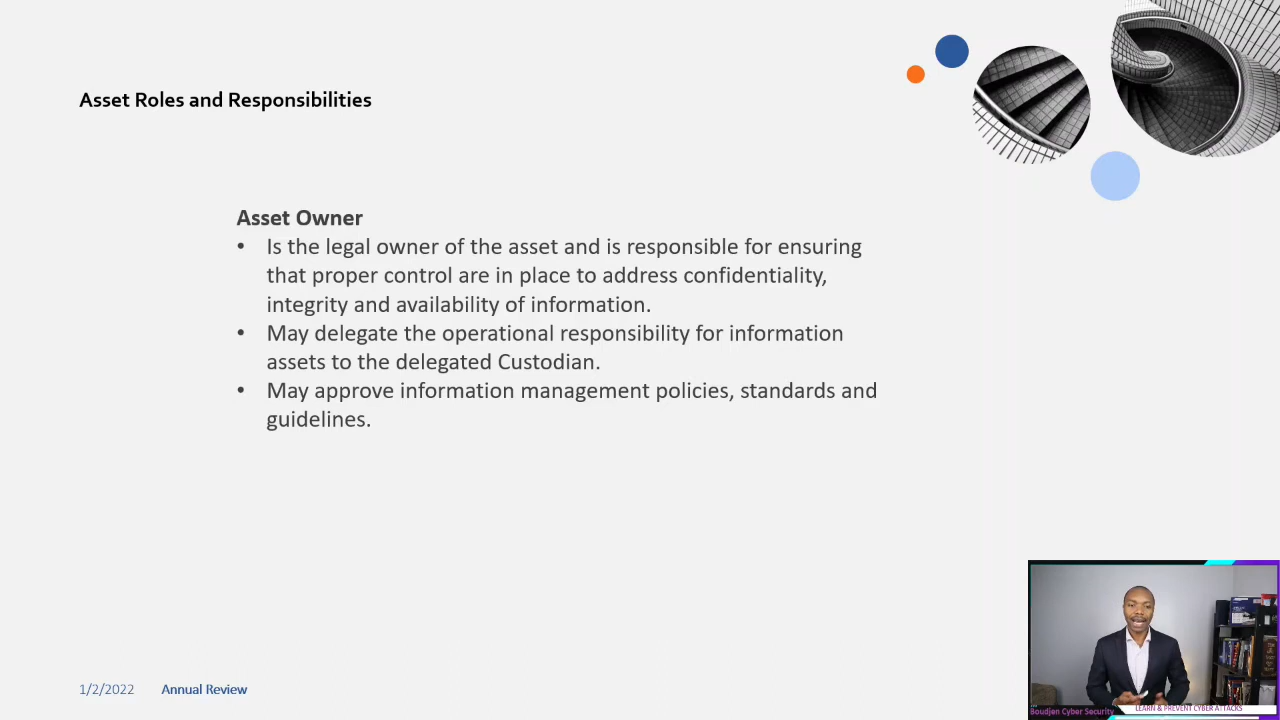 Asset Roles and Responsibilities
Asset Owner
• Is the legal owner of the asset and is responsible for ensuring
that proper control are in place to address confidentiality,
integrity and availability of information.
• May delegate the operational responsibility for information
assets to the delegated Custodian.
• May approve information management policies, standards and
guidelines.
1/2/2022 Annual Review
Boudjen Cyber Security
LEARN & PREVENT CYBER ATTACKS